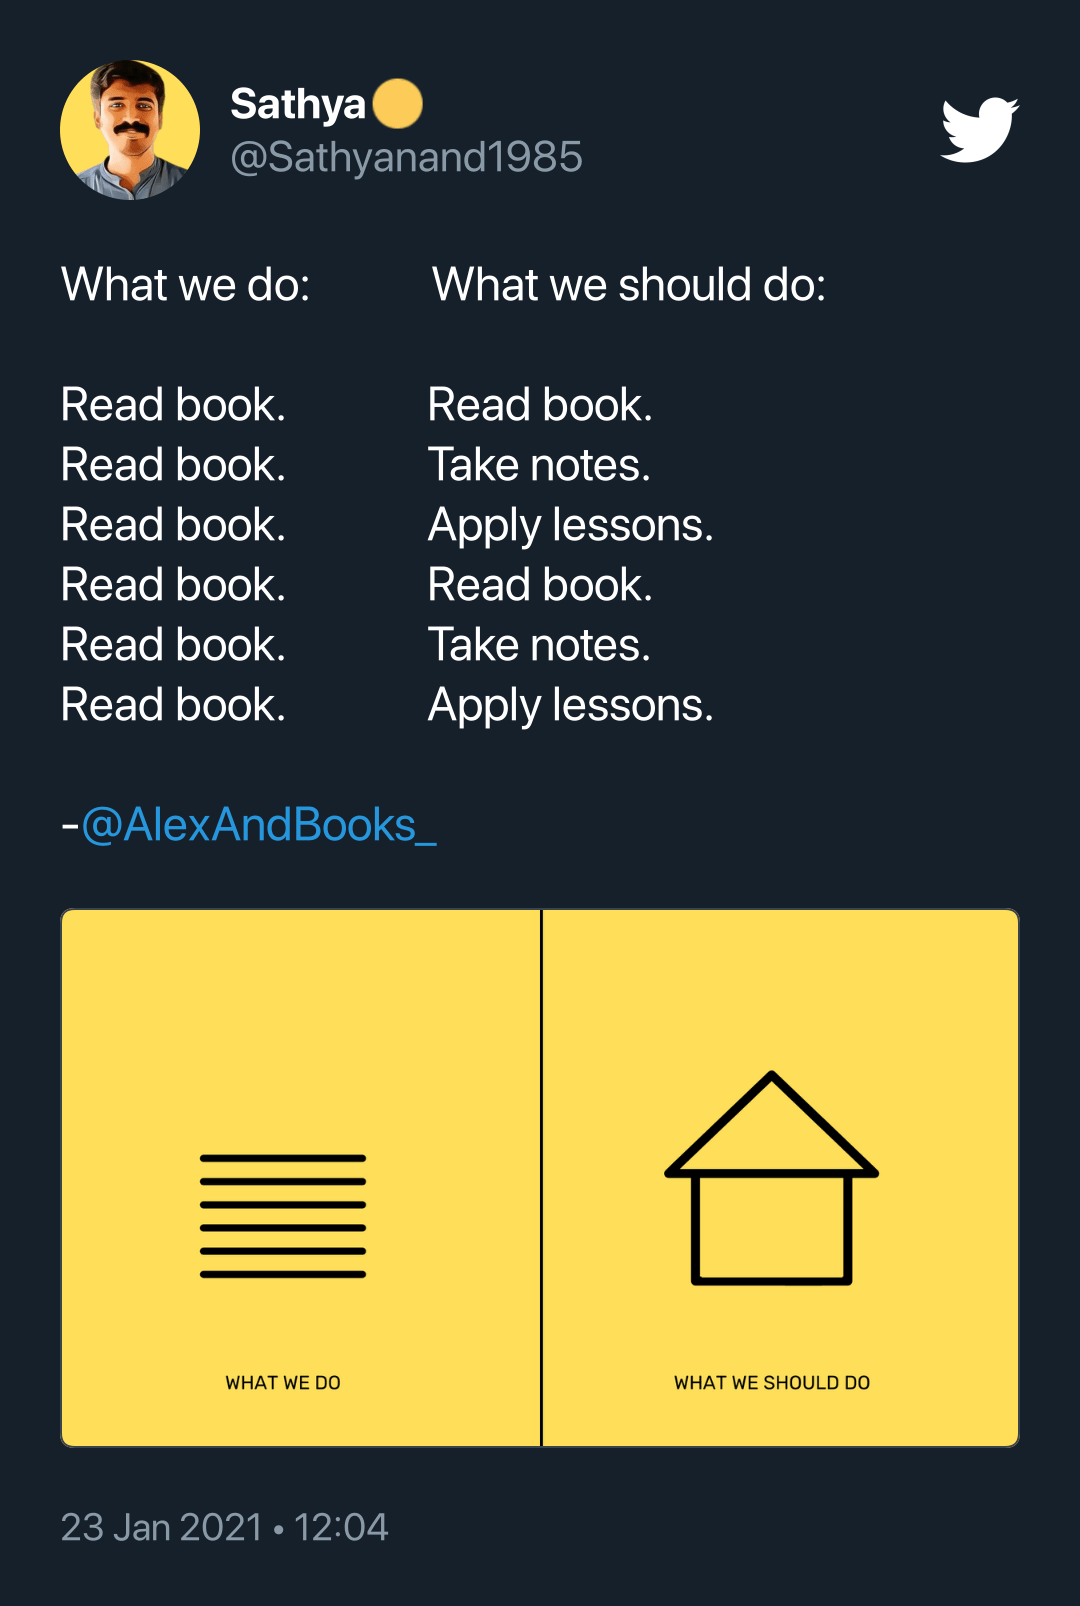 Sathya
@Sathyanand1985
What we do: What we should do:
Read book. Read book.
Read book. Take notes.
Read book. Apply lessons.
Read book. Read book.
Read book. Take notes.
Read book. Apply lessons.
-@AlexAndBooks_
WHAT WE DO WHAT WE SHOULD DO
23 Jan 2021 • 12:04